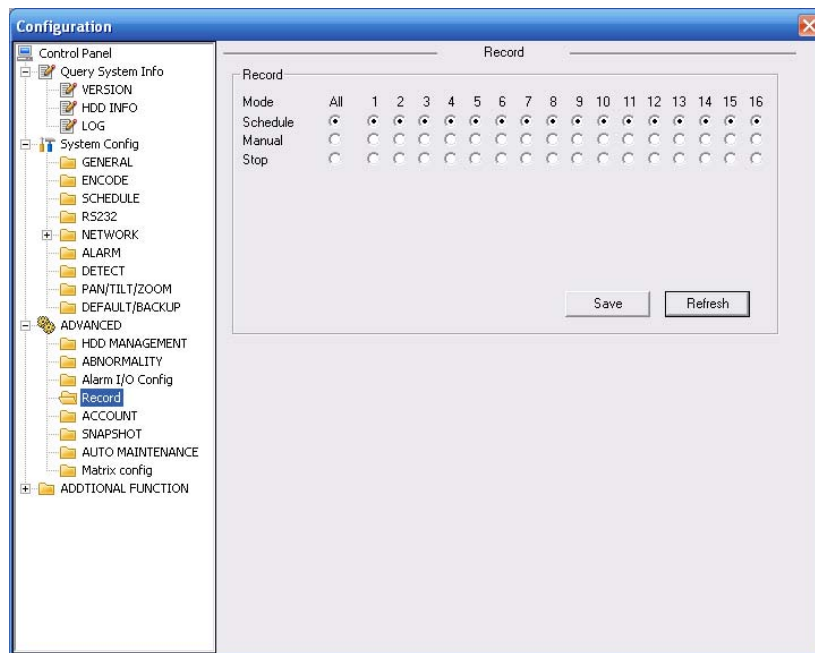 Configuration
Control Panel
Query System Info
VERSION
HDD INFO
LOG
System Config
GENERAL
ENCODE
SCHEDULE
RS232
NETWORK
ALARM
DETECT
PAN/TILT/ZOOM
DEFAULT/BACKUP
ADVANCED
HDD MANAGEMENT
ABNORMALITY
Alarm I/O Config
Record
ACCOUNT
SNAPSHOT
AUTO MAINTENANCE
Matrix config
ADDTIONAL FUNCTION
Record
Record
Mode All 1 2 3 4 5 6 7 8 9 10 11 12 13 14 15 16
Schedule
Manual
Stop
Save Refresh